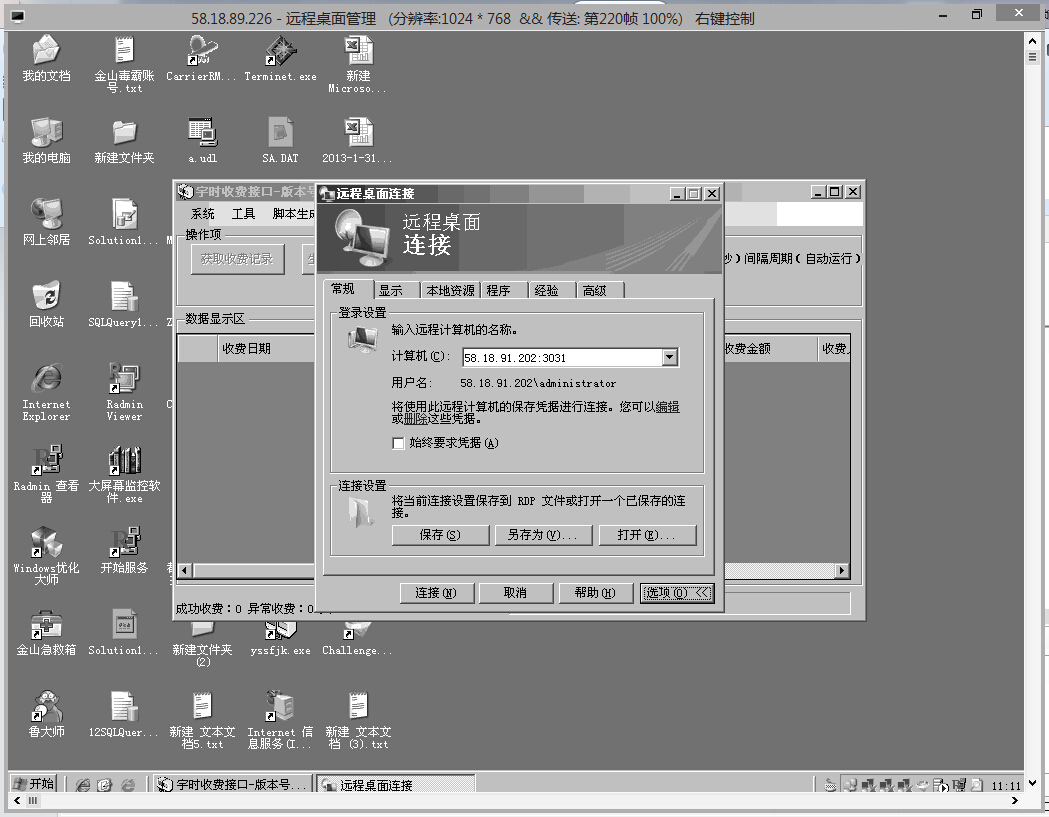 58.18.89.226 - 远程桌面管理 （分辨率:1024 * 768 && 传送: 第220帧 100%） 右键控制
我的文档
金山毒霸账
号.txt
CarrierRM...
Terminet.exe
新建
Microso...
我的电脑
新建文件夹
a.udl
SA.DAT
2013-1-31...
网上邻居
Solution1...
回收站
SQLQuery1...
Internet
Explorer
Radmin
Viewer
Radmin 查看
器
大屏幕监控软
件.exe
Windows优化
大师
开始服务
金山急救箱
Solution1...
新建文件夹
(2)
yssfjk.exe
Challenge...
鲁大师
12SQLQuer...
新建 文本文
档5.txt
Internet 信
息服务(I...
新建 文本文
档 (3).txt
宇时收费接口-版本号
系统 工具 脚本生成
操作项
获取收费记录
秒)间隔周期(自动运行)
数据显示区
收费日期
收费金额
收费
成功收费：0 异常收费：0
远程桌面连接
远程桌面
连接
常规 显示 本地资源 程序 经验 高级
登录设置
输入远程计算机的名称。
计算机(C): 58.18.91.202:3031
用户名: 58.18.91.202\administrator
将使用此远程计算机的保存凭据进行连接。您可以编辑
或删除这些凭据。
始终要求凭据(A)
连接设置
将当前连接设置保存到 RDP 文件或打开一个已保存的连
接。
保存(S) 另存为(V)... 打开(E)...
连接(N) 取消 帮助(H) 选项(O) <<
开始 宇时收费接口-版本号... 远程桌面连接 11:11